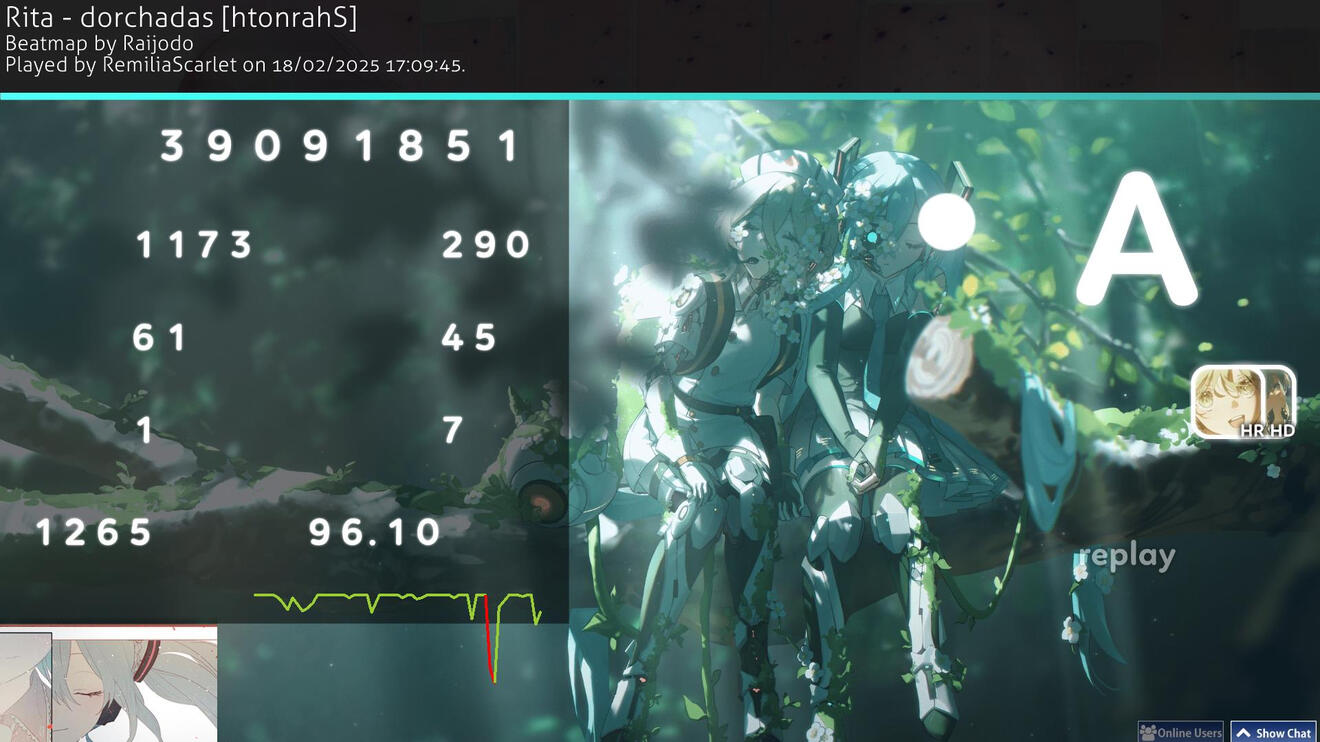 Rita - dorchadas [htonrahS]
Beatmap by Raijodo
Played by RemiliaScarlet on 18/02/2025 17:09:45.
39091851
1173 290
61 45
1 7
1265 96.10
A
HR HD
replay
Online Users Show Chat